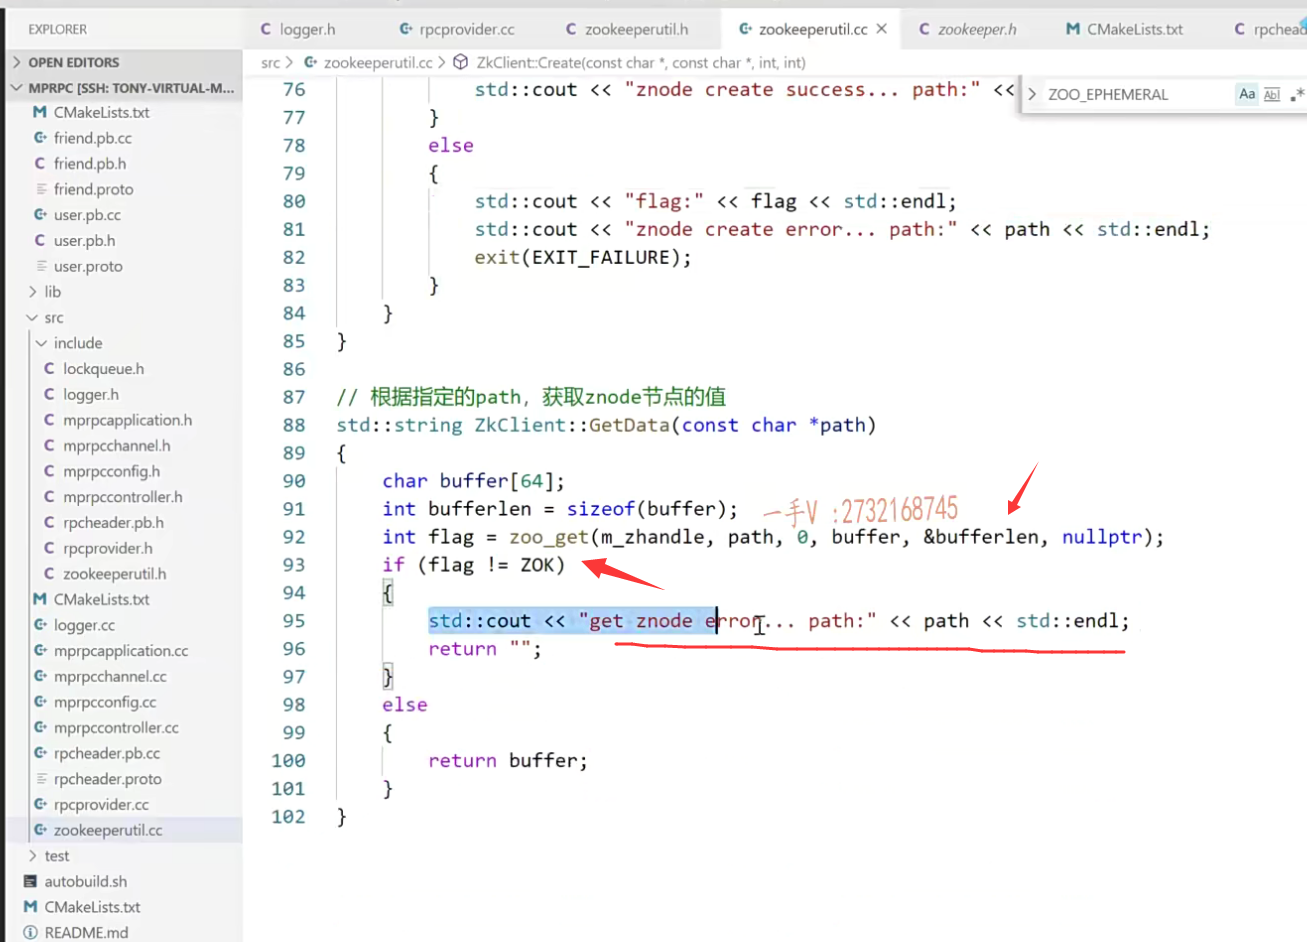 EXPLORER
logger.h
rpcprovider.cc
zookeeperutil.h
zookeeperutil.cc
zookeeper.h
CMakeLists.txt
src > zookeeperutil.cc > ZkClient::Create(const char *, const char *, int, int)
ZOO_EPHEMERAL
OPEN EDITORS
MPRPC [SSH: TONY-VIRTUAL-M...
CMakeLists.txt
friend.pb.cc
friend.pb.h
friend.proto
user.pb.cc
user.pb.h
user.proto
lib
src
include
lockqueue.h
logger.h
mprpcapplication.h
mprpcchannel.h
mprpcconfig.h
mprpccontroller.h
rpcheader.pb.h
rpcprovider.h
zookeeperutil.h
CMakeLists.txt
logger.cc
mprpcapplication.cc
mprpcchannel.cc
mprpcconfig.cc
mprpccontroller.cc
rpcheader.pb.cc
rpcheader.proto
rpcprovider.cc
zookeeperutil.cc
test
autobuild.sh
CMakeLists.txt
README.md
76 std::cout << "znode create success... path:" <<
77 }
78 else
79 {
80 std::cout << "flag:" << flag << std::endl;
81 std::cout << "znode create error... path:" << path << std::endl;
82 exit(EXIT_FAILURE);
83 }
84 }
85 }
86
87 // 根据指定的path，获取znode节点的值
88 std::string ZkClient::GetData(const char *path)
89 {
90 char buffer[64];
91 int bufferlen = sizeof(buffer);
一手V :2732168745
92 int flag = zoo_get(m_zhandle, path, 0, buffer, &bufferlen, nullptr);
93 if (flag != ZOK)
94 {
95 std::cout << "get znode error... path:" << path << std::endl;
96 return "";
97 }
98 else
99 {
100 return buffer;
101 }
102 }